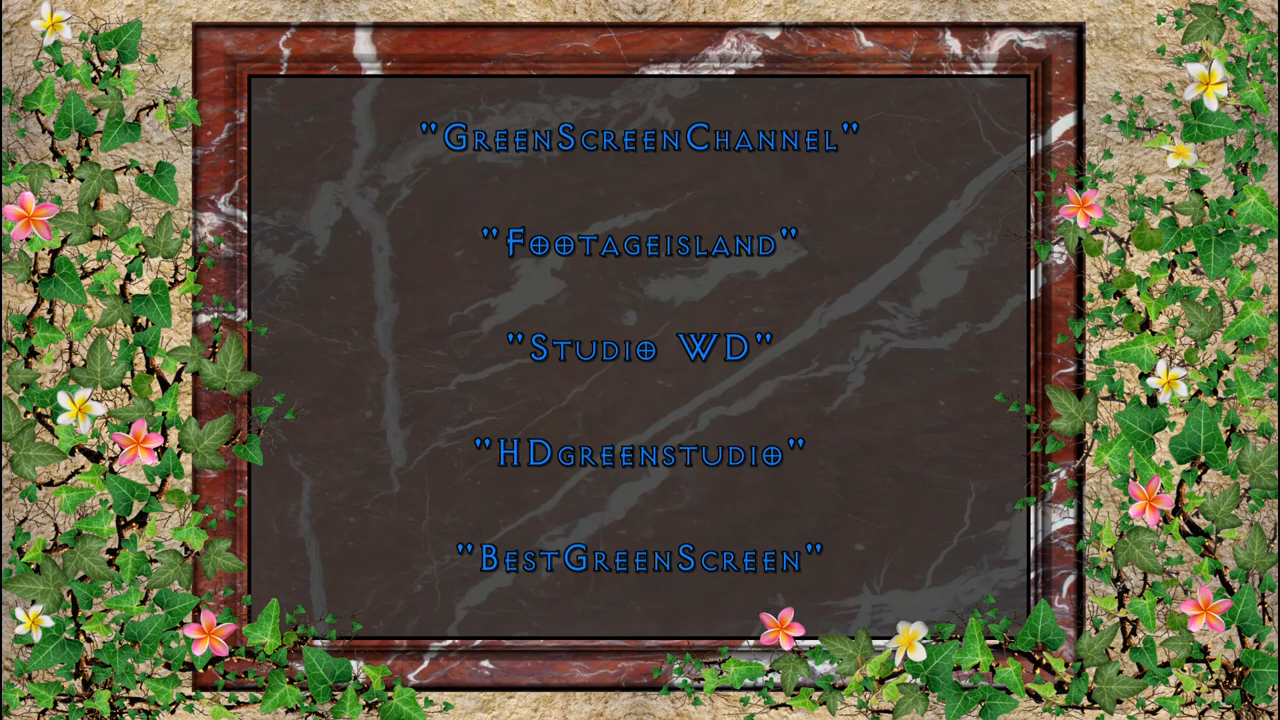 "GreenScreenChannel"
"Footageisland"
"Studio WD"
"HDgreenstudio"
"BestGreenScreen"